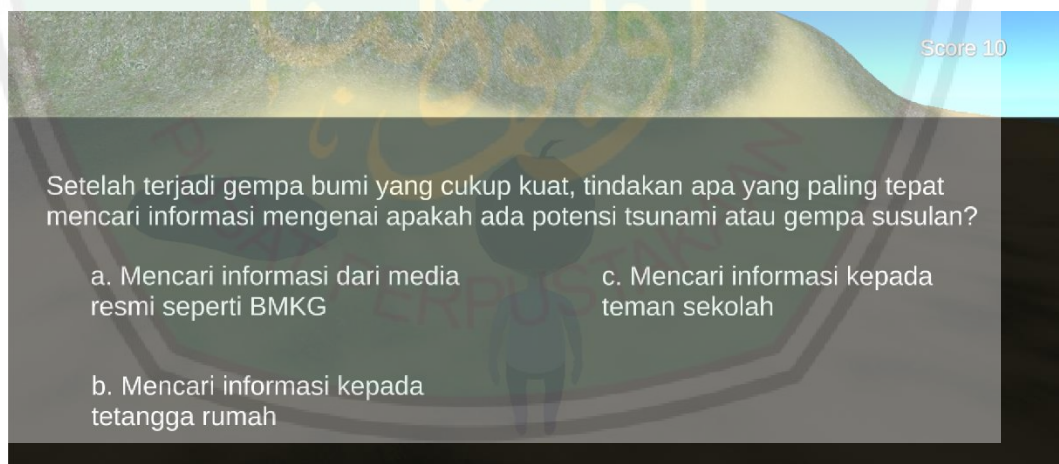 Score 10
Setelah terjadi gempa bumi yang cukup kuat, tindakan apa yang paling tepat
mencari informasi mengenai apakah ada potensi tsunami atau gempa susulan?
a. Mencari informasi dari media
resmi seperti BMKG
c. Mencari informasi kepada
teman sekolah
b. Mencari informasi kepada
tetangga rumah
PUSAT PERPUSTAKAAN